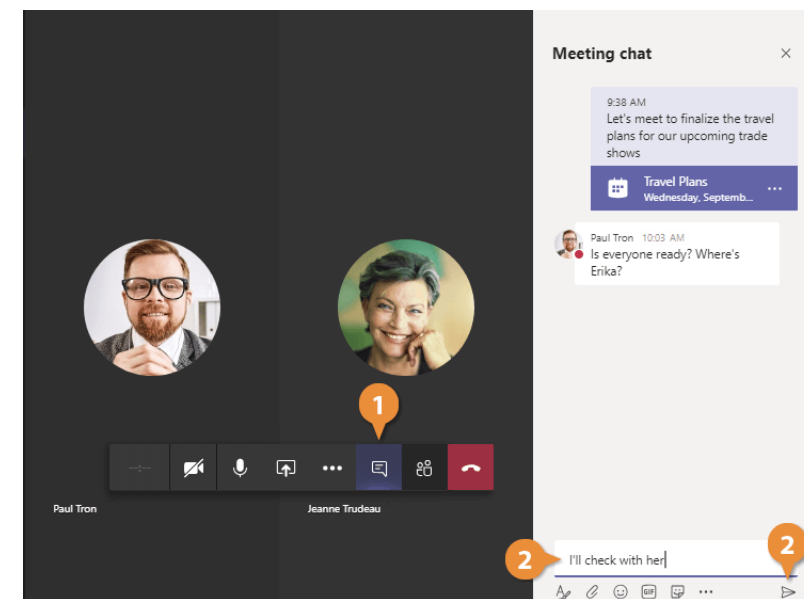 Meeting chat
9:38 AM
Let's meet to finalize the travel
plans for our upcoming trade
shows
Travel Plans
Wednesday, Septemb...
Paul Tron 10:03 AM
Is everyone ready? Where's
Erika?
1
--:--
Paul Tron
Jeanne Trudeau
2
I'll check with her
2
GIF